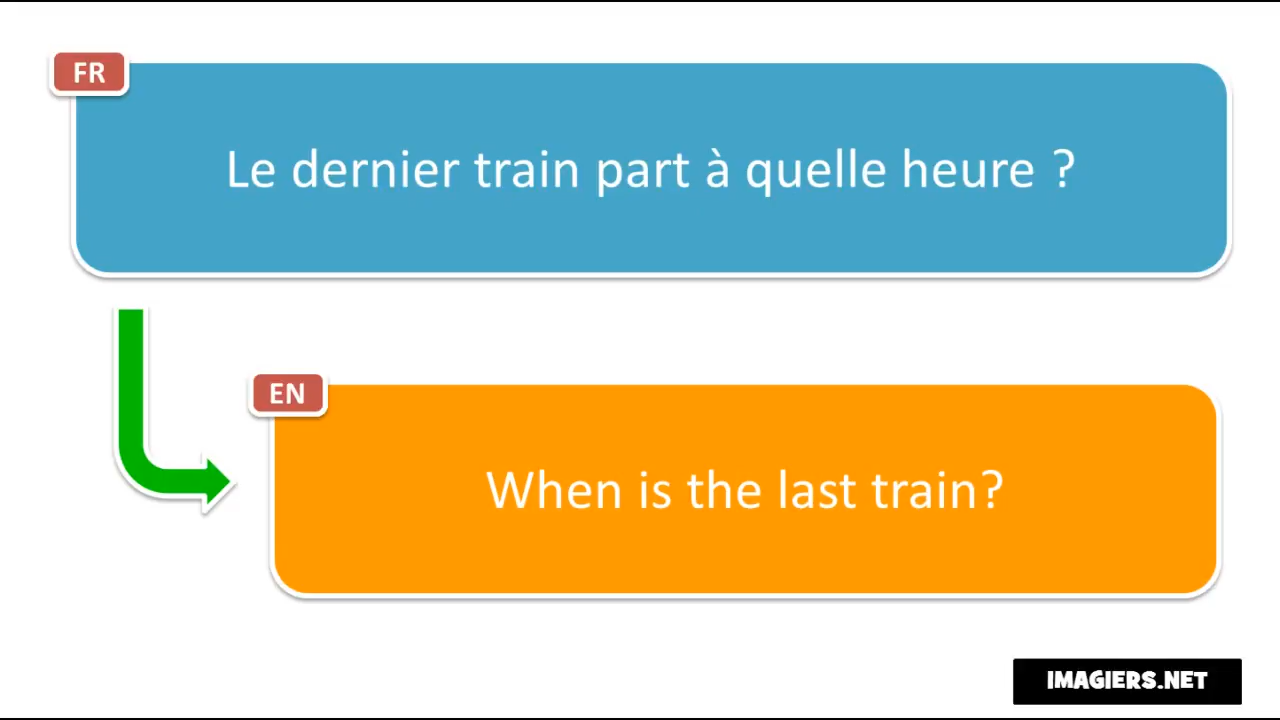 FR
Le dernier train part à quelle heure ?
EN
When is the last train?
IMAGIERS.NET